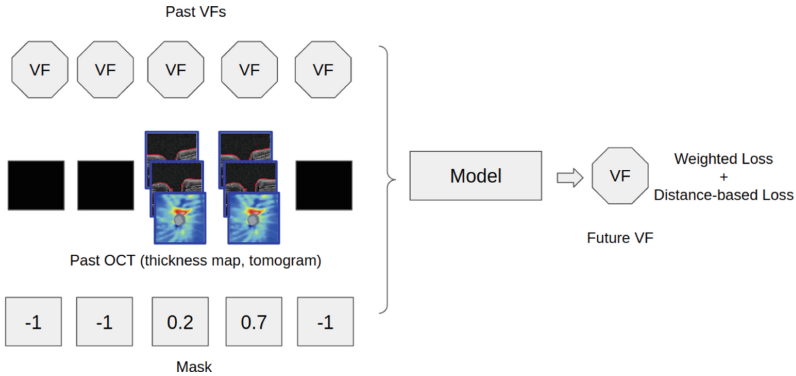 Past VFs
VF VF VF VF VF
Past OCT (thickness map, tomogram)
-1 -1 0.2 0.7 -1
Mask
Model
VF
Future VF
Weighted Loss
+
Distance-based Loss